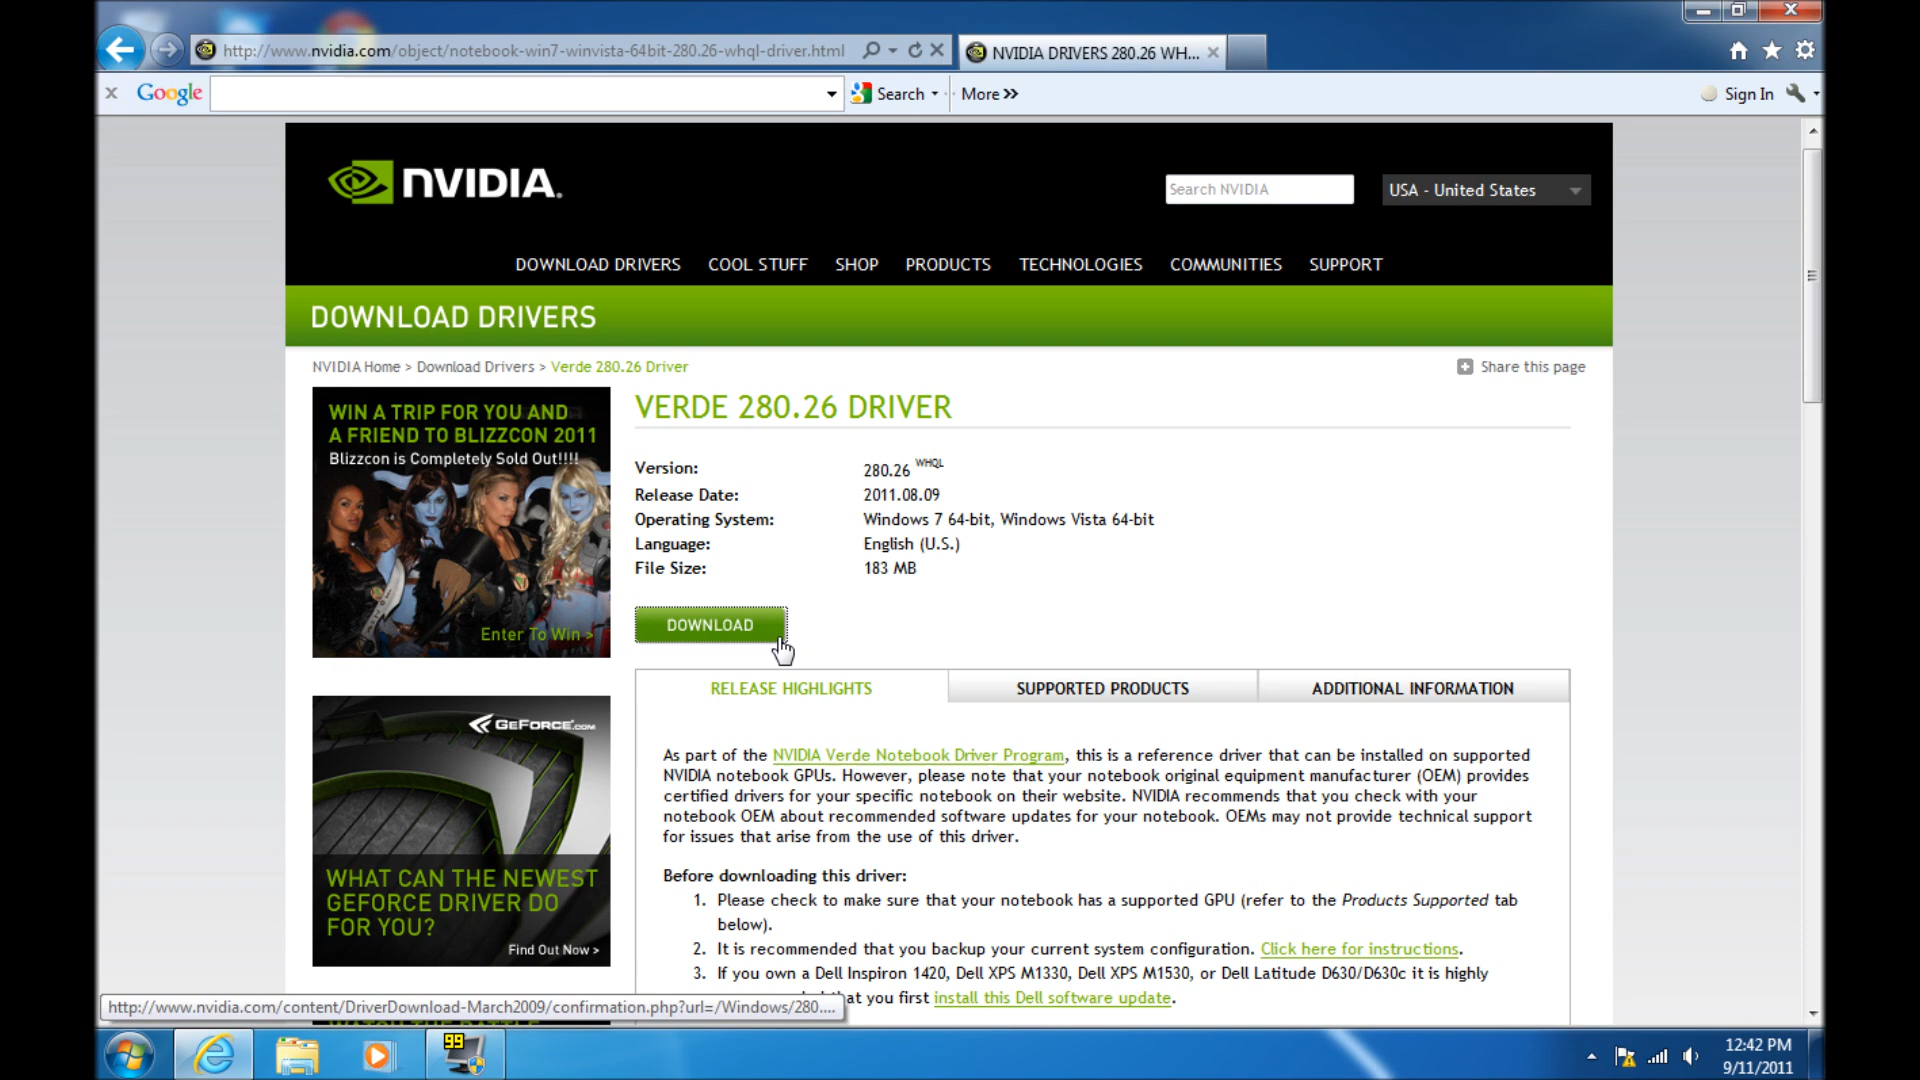 http://www.nvidia.com/object/notebook-win7-winvista-64bit-280.26-whql-driver.html
NVIDIA DRIVERS 280.26 WH...
x Google
Search
More »
Sign In
NVIDIA.
Search NVIDIA
USA - United States
DOWNLOAD DRIVERS COOL STUFF SHOP PRODUCTS TECHNOLOGIES COMMUNITIES SUPPORT
DOWNLOAD DRIVERS
NVIDIA Home > Download Drivers > Verde 280.26 Driver
Share this page
WIN A TRIP FOR YOU AND
A FRIEND TO BLIZZCON 2011
Blizzcon is Completely Sold Out!!!!
Enter To Win >
VERDE 280.26 DRIVER
Version: 280.26 WHQL
Release Date: 2011.08.09
Operating System: Windows 7 64-bit, Windows Vista 64-bit
Language: English (U.S.)
File Size: 183 MB
DOWNLOAD
RELEASE HIGHLIGHTS SUPPORTED PRODUCTS ADDITIONAL INFORMATION
GEFORCE.COM
WHAT CAN THE NEWEST
GEFORCE DRIVER DO
FOR YOU?
Find Out Now >
As part of the NVIDIA Verde Notebook Driver Program, this is a reference driver that can be installed on supported
NVIDIA notebook GPUs. However, please note that your notebook original equipment manufacturer (OEM) provides
certified drivers for your specific notebook on their website. NVIDIA recommends that you check with your
notebook OEM about recommended software updates for your notebook. OEMs may not provide technical support
for issues that arise from the use of this driver.
Before downloading this driver:
1. Please check to make sure that your notebook has a supported GPU (refer to the Products Supported tab
below).
2. It is recommended that you backup your current system configuration. Click here for instructions.
3. If you own a Dell Inspiron 1420, Dell XPS M1330, Dell XPS M1530, or Dell Latitude D630/D630c it is highly
that you first install this Dell software update.
http://www.nvidia.com/content/DriverDownload-March2009/confirmation.php?url=/Windows/280....
99
12:42 PM
9/11/2011